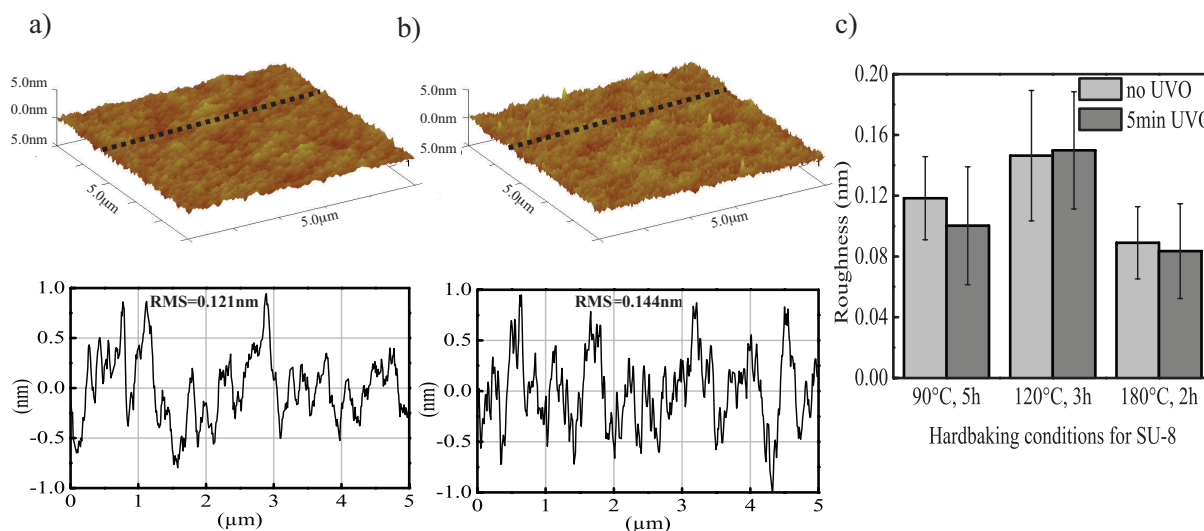 a)
5.0nm
0.0nm
5.0nm
5.0µm
5.0µm
1
RMS=0.121nm
1.0
0.5
0.0
-0.5
-1.0
(nm)
0 1 2 3 4 5
(µm)
b)
5.0nm
0.0nm
5.0nm
5.0µm
5.0µm
1
RMS=0.144nm
1.0
0.5
0.0
-0.5
-1.0
(nm)
0 1 2 3 4 5
(µm)
c)
0.20
0.16
0.12
0.08
0.04
0.00
Roughness (nm)
no UVO
5min UVO
90°C, 5h 120°C, 3h 180°C, 2h
Hardbaking conditions for SU-8